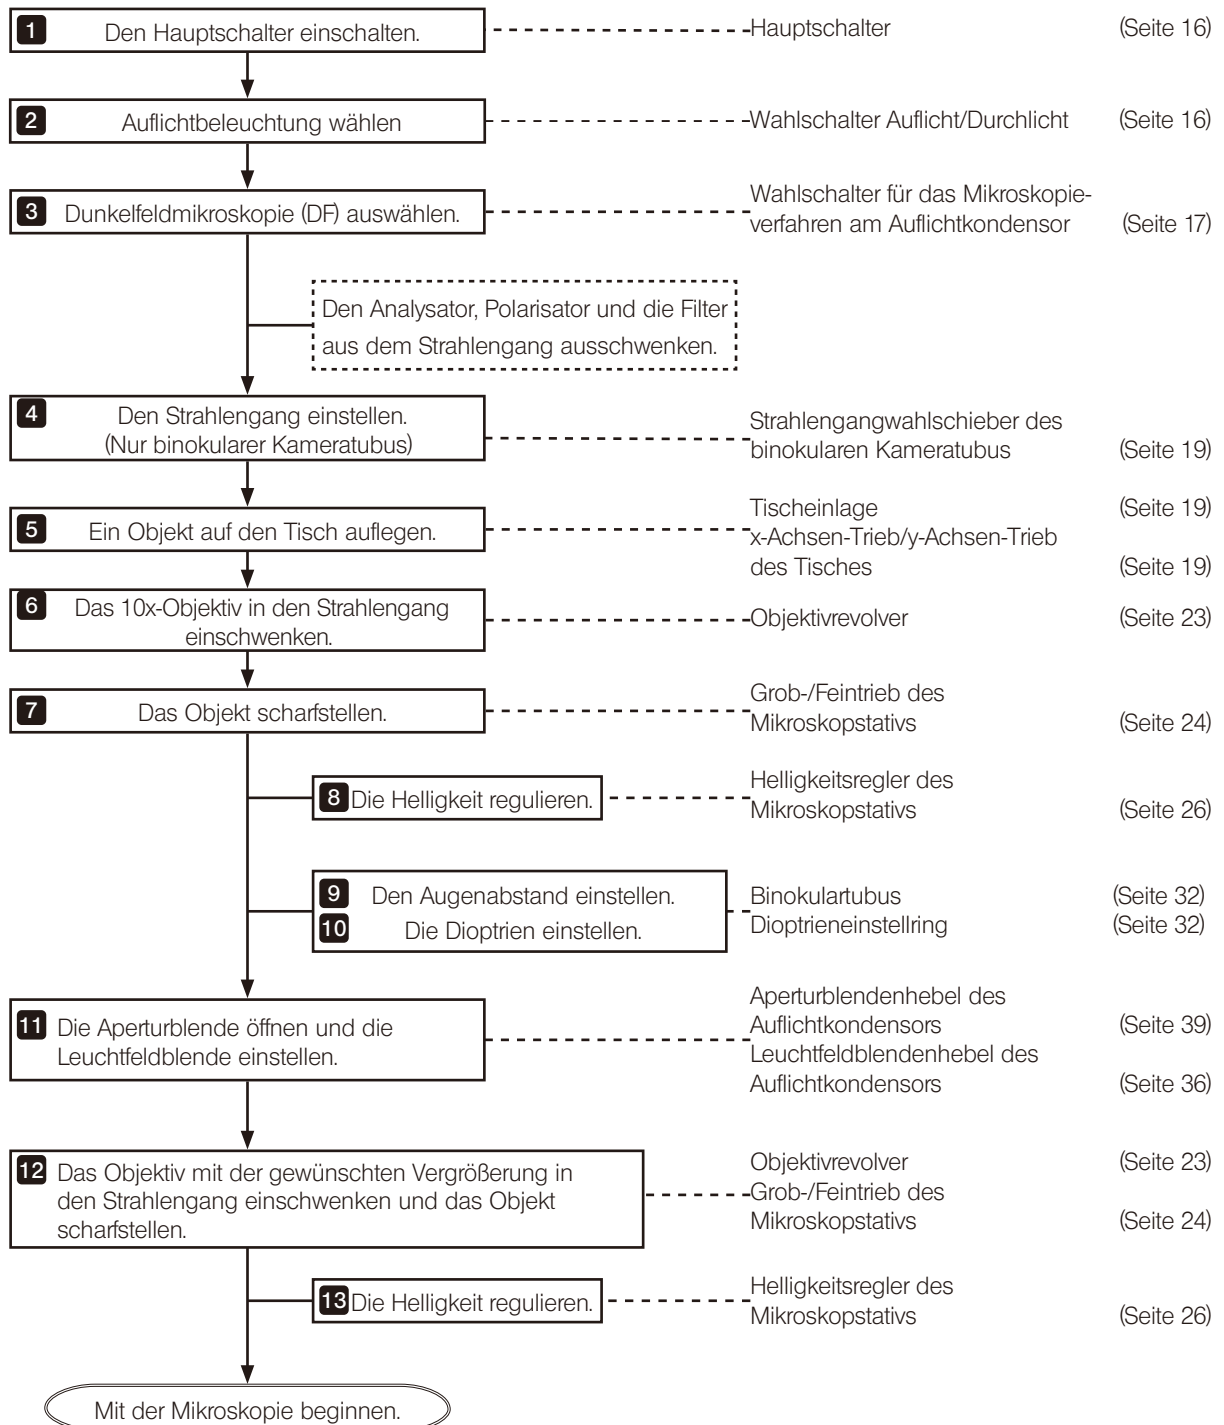 1 Den Hauptschalter einschalten.
Hauptschalter (Seite 16)
2 Auflichtbeleuchtung wählen
Wahlschalter Auflicht/Durchlicht (Seite 16)
3 Dunkelfeldmikroskopie (DF) auswählen.
Wahlschalter für das Mikroskopie-
verfahren am Auflichtkondensor (Seite 17)
Den Analysator, Polarisator und die Filter
aus dem Strahlengang ausschwenken.
4 Den Strahlengang einstellen.
(Nur binokularer Kameratubus)
Strahlengangwahlschieber des
binokularen Kameratubus (Seite 19)
5 Ein Objekt auf den Tisch auflegen.
Tischeinlage (Seite 19)
x-Achsen-Trieb/y-Achsen-Trieb
des Tisches (Seite 19)
6 Das 10x-Objektiv in den Strahlengang
einschwenken.
Objektivrevolver (Seite 23)
7 Das Objekt scharfstellen.
Grob-/Feintrieb des
Mikroskopstativs (Seite 24)
8 Die Helligkeit regulieren.
Helligkeitsregler des
Mikroskopstativs (Seite 26)
9 Den Augenabstand einstellen.
10 Die Dioptrien einstellen.
Binokulartubus (Seite 32)
Dioptrieneinstellring (Seite 32)
11 Die Aperturblende öffnen und die
Leuchtfeldblende einstellen.
Aperturblendenhebel des
Auflichtkondensors (Seite 39)
Leuchtfeldblendenhebel des
Auflichtkondensors (Seite 36)
12 Das Objektiv mit der gewünschten Vergrößerung in
den Strahlengang einschwenken und das Objekt
scharfstellen.
Objektivrevolver (Seite 23)
Grob-/Feintrieb des
Mikroskopstativs (Seite 24)
13 Die Helligkeit regulieren.
Helligkeitsregler des
Mikroskopstativs (Seite 26)
Mit der Mikroskopie beginnen.